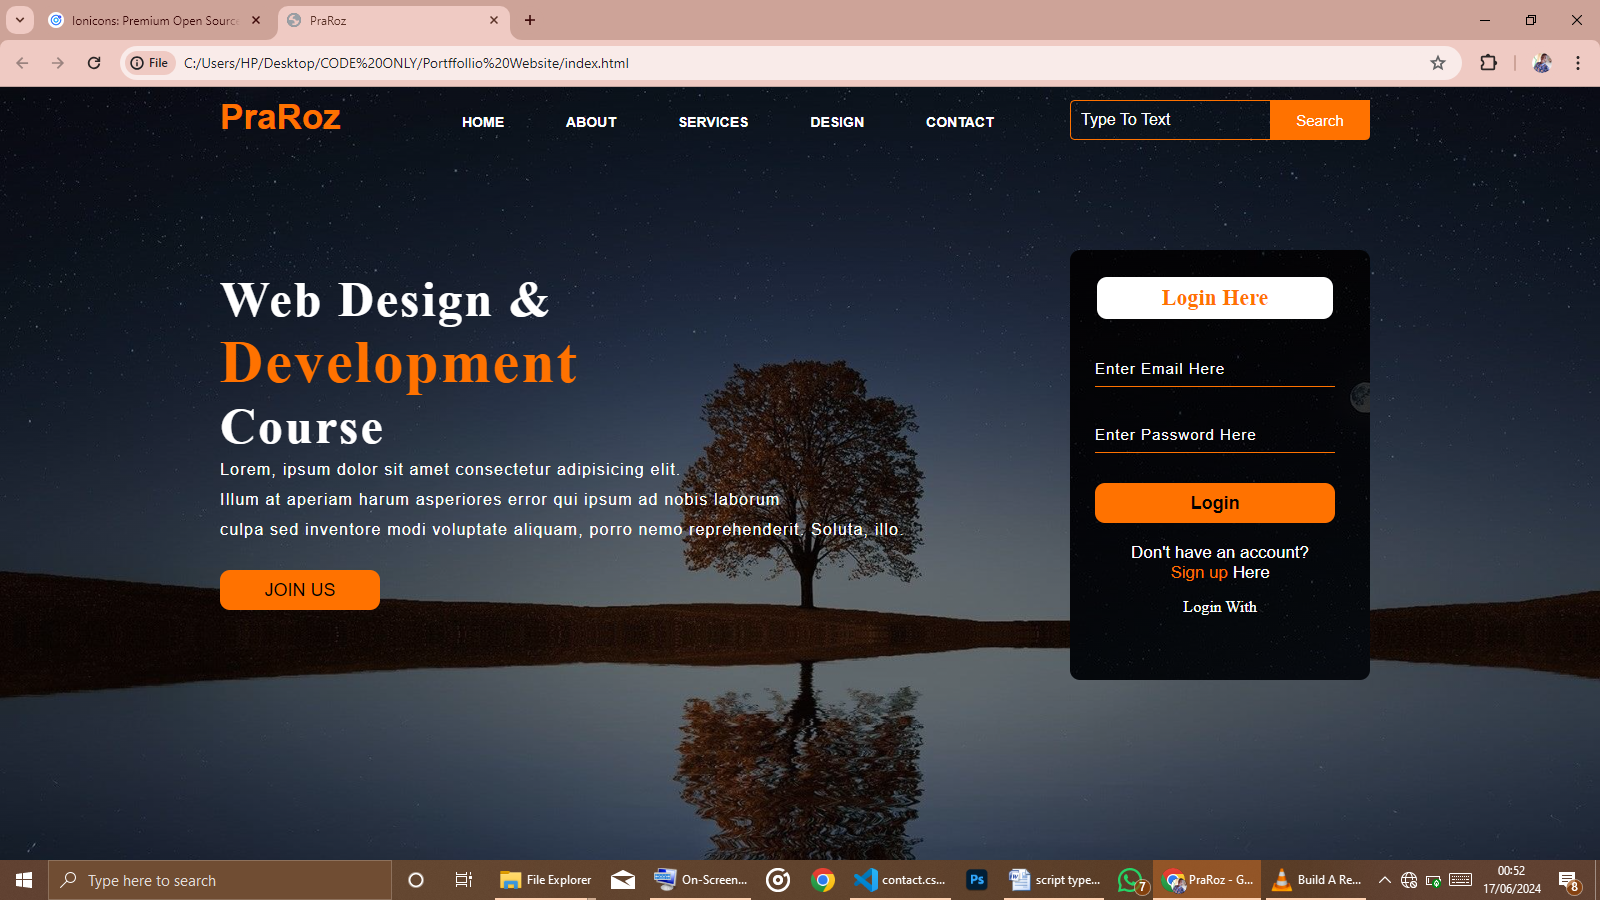 Ionicons: Premium Open Source
PraRoz
File
C:/Users/HP/Desktop/CODE%20ONLY/Portffollio%20Website/index.html
PraRoz
HOME
ABOUT
SERVICES
DESIGN
CONTACT
Type To Text
Search
Web Design &
Development
Course
Lorem, ipsum dolor sit amet consectetur adipisicing elit.
Illum at aperiam harum asperiores error qui ipsum ad nobis laborum
culpa sed inventore modi voluptate aliquam, porro nemo reprehenderit. Soluta, illo.
JOIN US
Login Here
Enter Email Here
Enter Password Here
Login
Don't have an account?
Sign up Here
Login With
Type here to search
File Explorer
On-Screen...
contact.cs...
Ps
script type...
7
PraRoz - G...
Build A Re...
00:52
17/06/2024
8